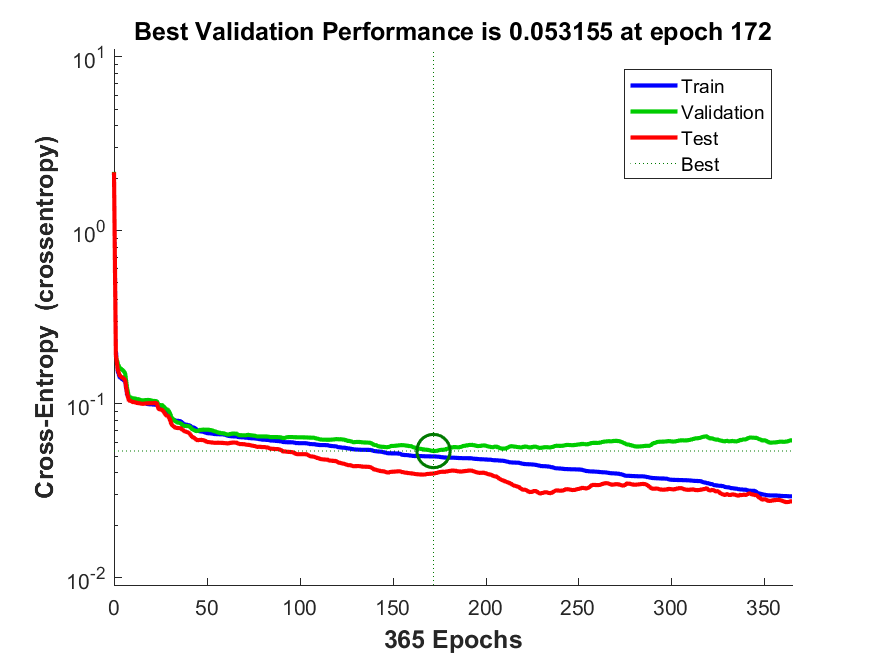 Best Validation Performance is 0.053155 at epoch 172
10^1
10^0
10^-1
10^-2
Cross-Entropy (crossentropy)
Train
Validation
Test
Best
0 50 100 150 200 250 300 350
365 Epochs